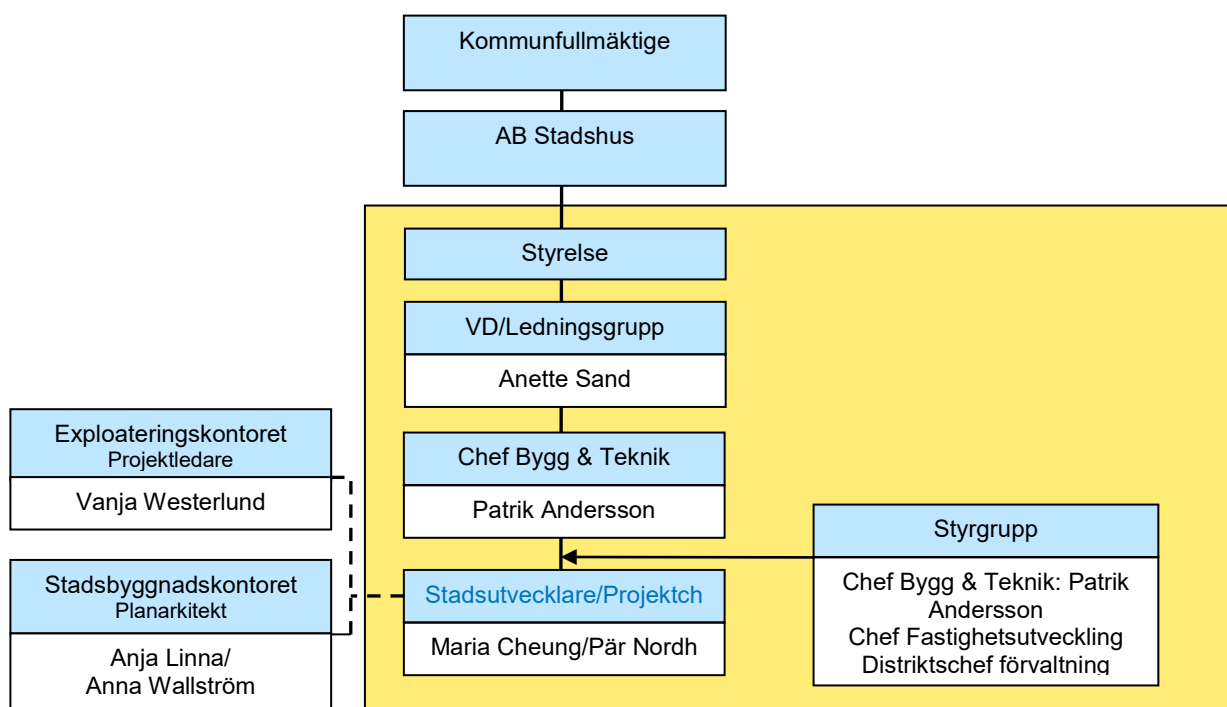 Kommunfullmäktige
AB Stadshus
Styrelse
VD/Ledningsgrupp
Anette Sand
Chef Bygg & Teknik
Patrik Andersson
Exploateringskontoret
Projektledare
Vanja Westerlund
Stadsbyggnadskontoret
Planarkitekt
Anja Linna/
Anna Wallström
Stadsutvecklare/Projektch
Maria Cheung/Pär Nordh
Styrgrupp
Chef Bygg & Teknik: Patrik
Andersson
Chef Fastighetsutveckling
Distriktschef förvaltning